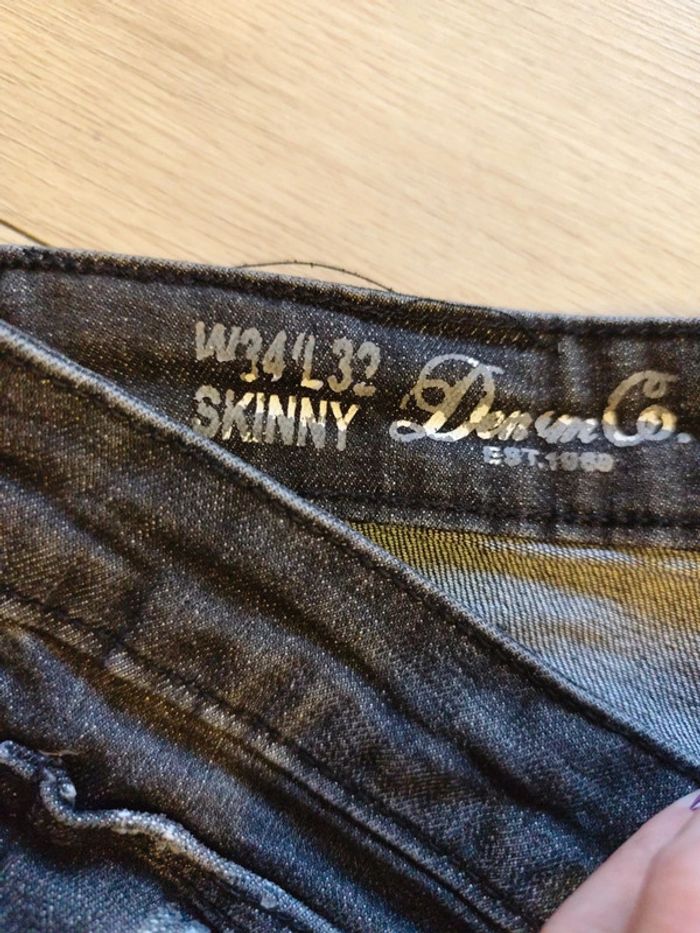 W34"L32
SKINNY
Denim Co.
EST.1969